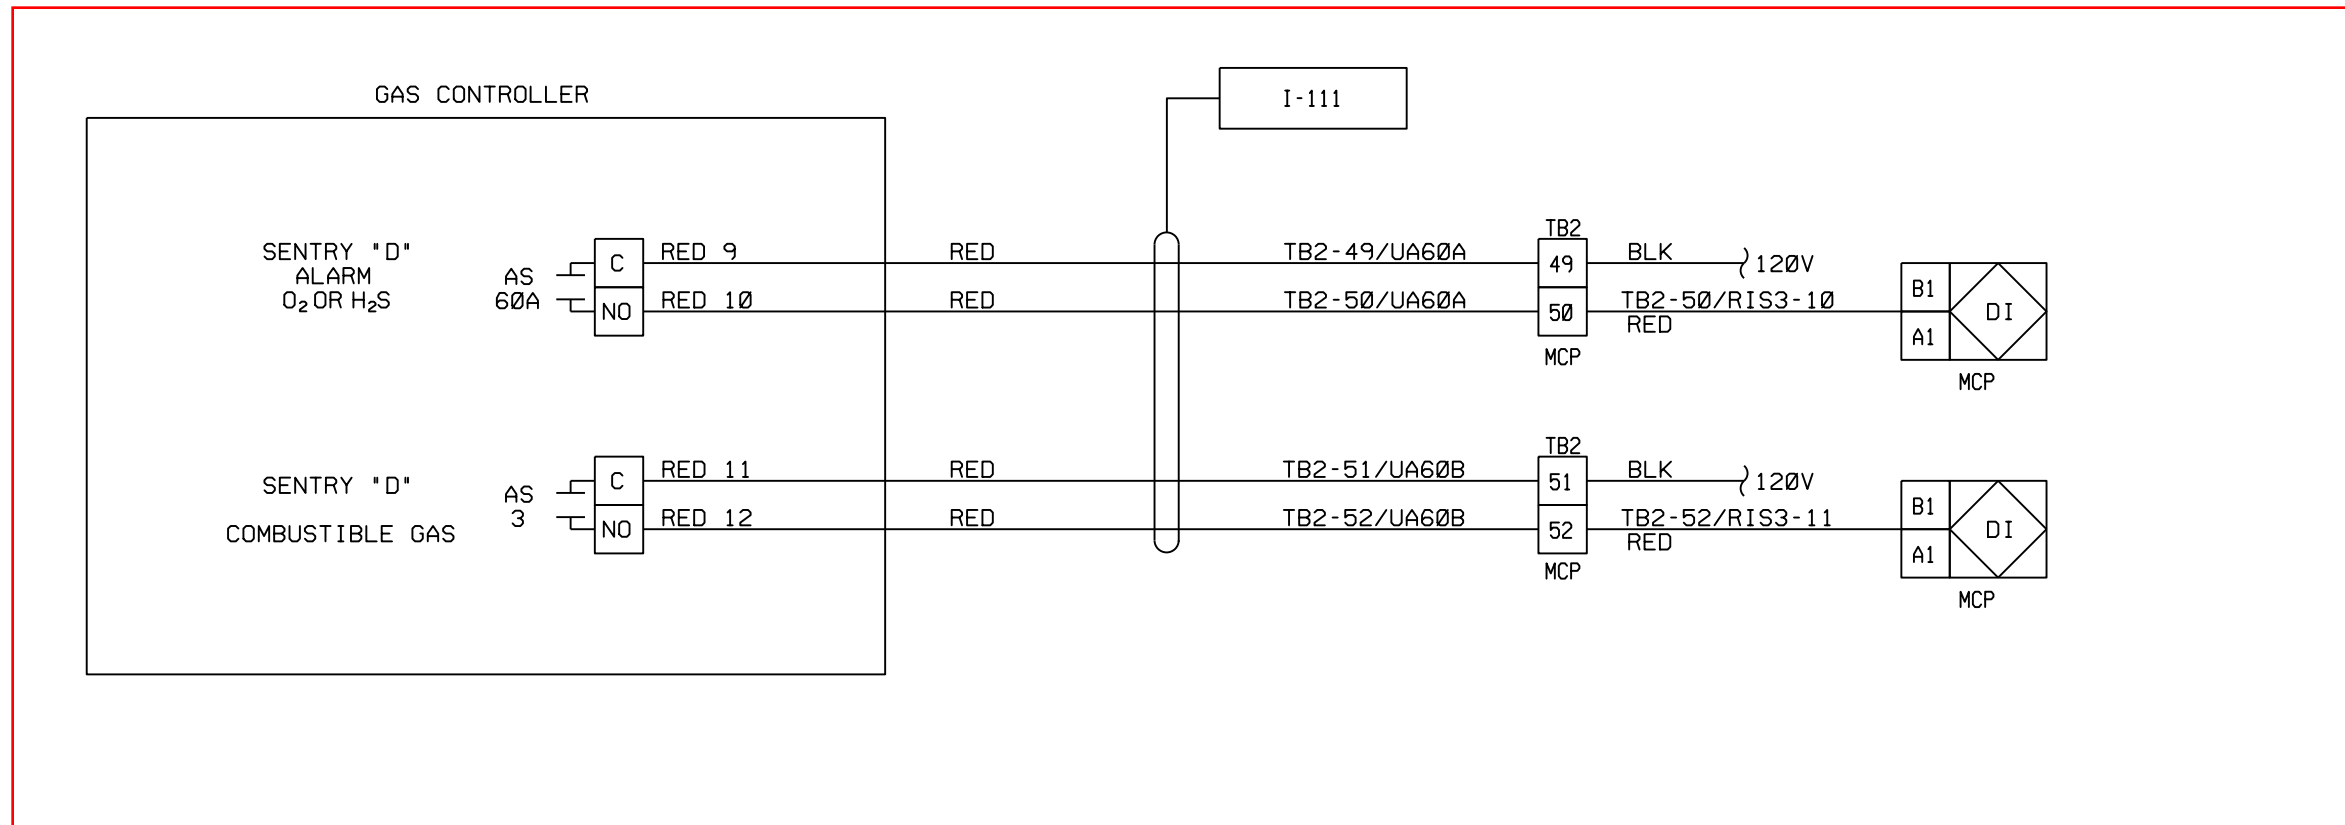 GAS CONTROLLER
I-111
SENTRY "D"
ALARM
O₂ OR H₂S
AS
60A
C
NO
RED 9
RED 10
RED
RED
TB2-49/UA60A
TB2-50/UA60A
TB2
49
50
MCP
BLK
120V
TB2-50/RIS3-10
RED
B1
A1
DI
MCP
SENTRY "D"
COMBUSTIBLE GAS
AS
3
C
NO
RED 11
RED 12
RED
RED
TB2-51/UA60B
TB2-52/UA60B
TB2
51
52
MCP
BLK
120V
TB2-52/RIS3-11
RED
B1
A1
DI
MCP